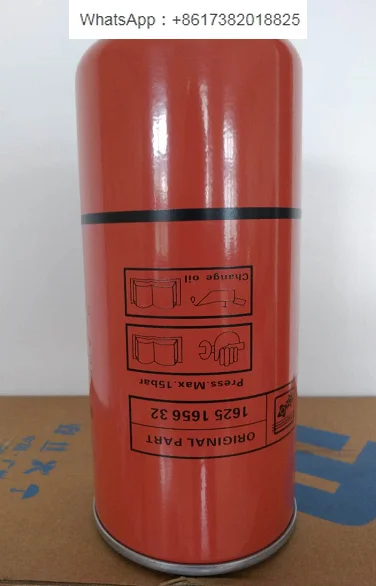 WhatsApp：+8617382018825
Change oil
Press.Max.15bar
1625 1656 32
ORIGINAL PART